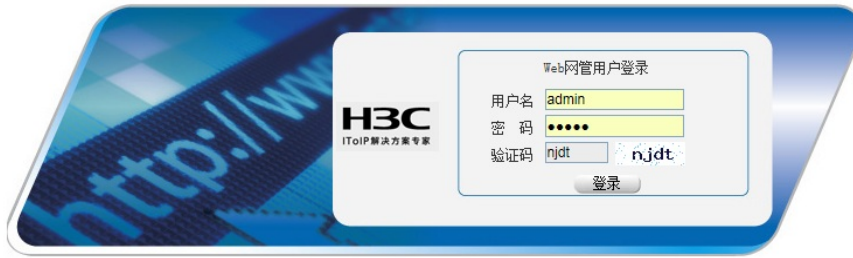 http://www
H3C
IToIP解决方案专家
Web网管用户登录
用户名 admin
密 码 •••••
验证码 njdt njdt
登录